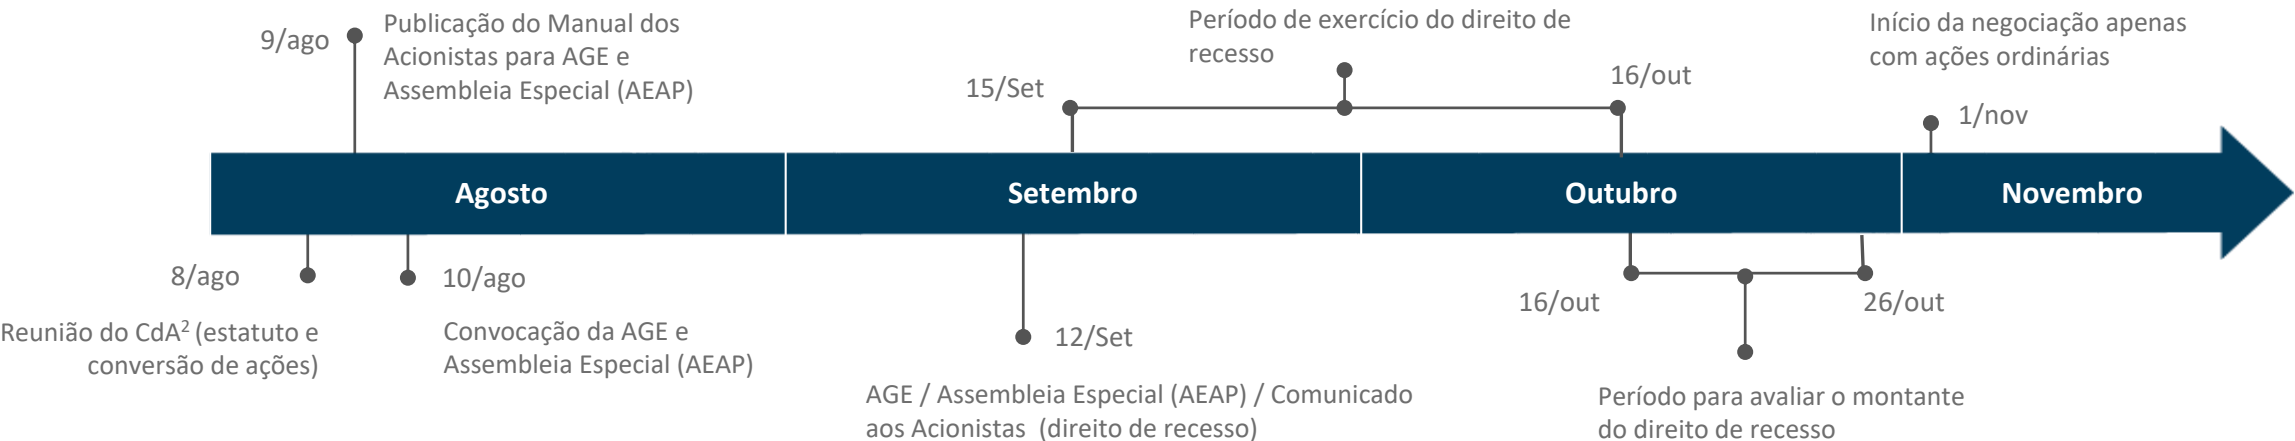 9/ago
Publicação do Manual dos
Acionistas para AGE e
Assembleia Especial (AEAP)
15/Set
Período de exercício do direito de
recesso
16/out
Início da negociação apenas
com ações ordinárias
1/nov
Agosto
Setembro
Outubro
Novembro
8/ago
Reunião do CdA² (estatuto e
conversão de ações)
10/ago
Convocação da AGE e
Assembleia Especial (AEAP)
12/Set
AGE / Assembleia Especial (AEAP) / Comunicado
aos Acionistas (direito de recesso)
16/out
26/out
Período para avaliar o montante
do direito de recesso